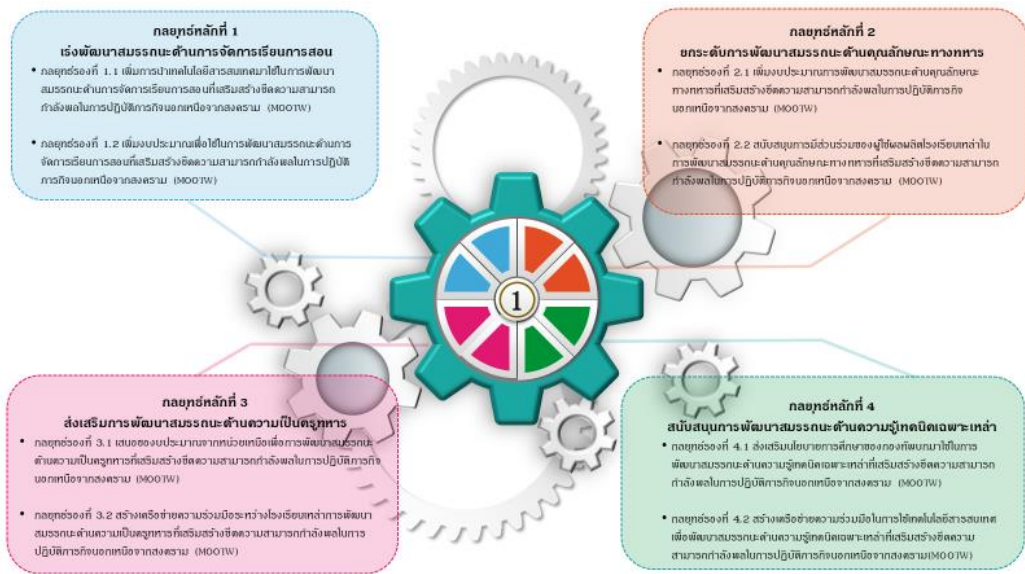 กลยุทธ์หลักที่ 1
เร่งพัฒนาสมรรถนะด้านการจัดการเรียนการสอน
• กลยุทธ์รองที่ 1.1 เพิ่มการนำเทคโนโลยีสารสนเทศมาใช้ในการพัฒนา
สมรรถนะด้านการจัดการเรียนการสอนที่เสริมสร้างขีดความสามารถ
กำลังพลในการปฏิบัติภารกิจนอกเหนือจากสงคราม (MOOTW)
• กลยุทธ์รองที่ 1.2 เพิ่มงบประมาณเพื่อใช้ในการพัฒนาสมรรถนะด้านการ
จัดการเรียนการสอนที่เสริมสร้างขีดความสามารถกำลังพลในการปฏิบัติ
ภารกิจนอกเหนือจากสงคราม (MOOTW)
กลยุทธ์หลักที่ 2
ยกระดับการพัฒนาสมรรถนะด้านคุณลักษณะทางทหาร
• กลยุทธ์รองที่ 2.1 เพิ่มงบประมาณการพัฒนาสมรรถนะด้านคุณลักษณะ
ทางทหารที่เสริมสร้างขีดความสามารถกำลังพลในการปฏิบัติภารกิจ
นอกเหนือจากสงคราม (MOOTW)
• กลยุทธ์รองที่ 2.2 สนับสนุนการมีส่วนร่วมของผู้ใช้ผลผลิตโรงเรียนเหล่าใน
การพัฒนาสมรรถนะด้านคุณลักษณะทางทหารที่เสริมสร้างขีดความสามารถ
กำลังพลในการปฏิบัติภารกิจนอกเหนือจากสงคราม (MOOTW)
1
กลยุทธ์หลักที่ 3
ส่งเสริมการพัฒนาสมรรถนะด้านความเป็นครูทหาร
• กลยุทธ์รองที่ 3.1 เสนอของบประมาณจากหน่วยเหนือเพื่อการพัฒนาสมรรถนะ
ด้านความเป็นครูทหารที่เสริมสร้างขีดความสามารถกำลังพลในการปฏิบัติภารกิจ
นอกเหนือจากสงคราม (MOOTW)
• กลยุทธ์รองที่ 3.2 สร้างเครือข่ายความร่วมมือระหว่างโรงเรียนเหล่าการพัฒนา
สมรรถนะด้านความเป็นครูทหารที่เสริมสร้างขีดความสามารถกำลังพลในการ
ปฏิบัติภารกิจนอกเหนือจากสงคราม (MOOTW)
กลยุทธ์หลักที่ 4
สนับสนุนการพัฒนาสมรรถนะด้านความรู้เทคนิคเฉพาะเหล่า
• กลยุทธ์รองที่ 4.1 ส่งเสริมนโยบายการศึกษาของกองทัพบกมาใช้ในการ
พัฒนาสมรรถนะด้านความรู้เทคนิคเฉพาะเหล่าที่เสริมสร้างขีดความสามารถ
กำลังพลในการปฏิบัติภารกิจนอกเหนือจากสงคราม (MOOTW)
• กลยุทธ์รองที่ 4.2 สร้างเครือข่ายความร่วมมือในการใช้เทคโนโลยีสารสนเทศ
เพื่อพัฒนาสมรรถนะด้านความรู้เทคนิคเฉพาะเหล่าที่เสริมสร้างขีดความ
สามารถกำลังพลในการปฏิบัติภารกิจนอกเหนือจากสงคราม(MOOTW)